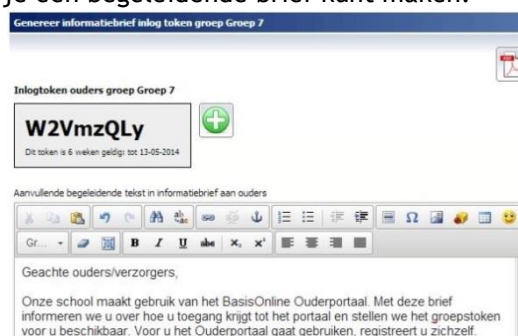 je een begeleidende brief kunt maken.
Genereer informatiebrief inlog token groep Groep 7
Inlogtoken ouders groep Groep 7
W2VmzQLy
Dit token is 6 weken geldig: tot 13-05-2014
Aanvullende begeleidende tekst in informatiebrief aan ouders
Gr...
B I U abc X₂ X²
Geachte ouders/verzorgers,
Onze school maakt gebruik van het BasisOnline Ouderportaal. Met deze brief
informeren we u over hoe u toegang krijgt tot het portaal en stellen we het groepstoken
voor u beschikbaar. Voor u het Ouderportaal gaat gebruiken, registreert u zichzelf.